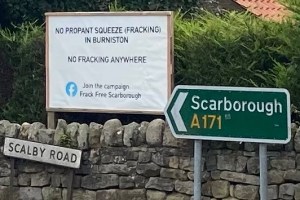 NO PROPANT SQUEEZE (FRACKING)
IN BURNISTON
NO FRACKING ANYWHERE
Join the campaign
Frack Free Scarborough
Scarborough
A171
SCALBY ROAD